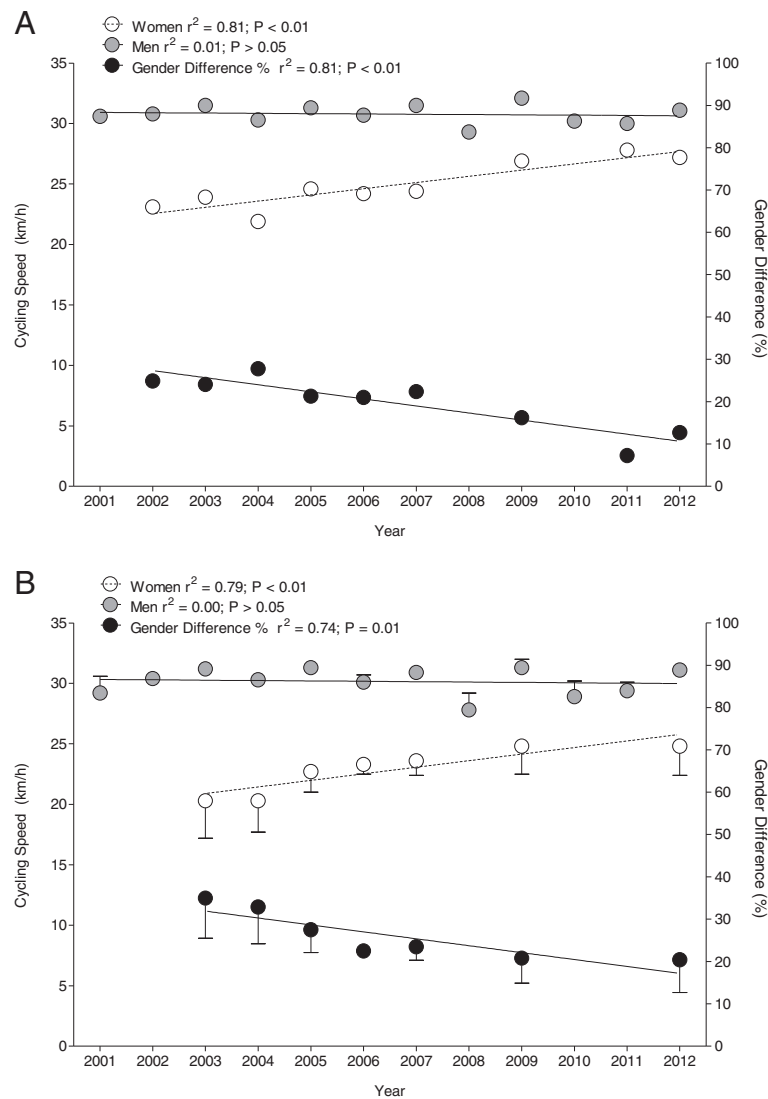 A
Women r² = 0.81; P < 0.01
Men r² = 0.01; P > 0.05
Gender Difference % r² = 0.81; P < 0.01
35
30
25
20
15
10
5
0
Cycling Speed (km/h)
100
90
80
70
60
50
40
30
20
10
0
Gender Difference (%)
2001 2002 2003 2004 2005 2006 2007 2008 2009 2010 2011 2012
Year
B
Women r² = 0.79; P < 0.01
Men r² = 0.00; P > 0.05
Gender Difference % r² = 0.74; P = 0.01
35
30
25
20
15
10
5
0
Cycling Speed (km/h)
100
90
80
70
60
50
40
30
20
10
0
Gender Difference (%)
2001 2002 2003 2004 2005 2006 2007 2008 2009 2010 2011 2012
Year